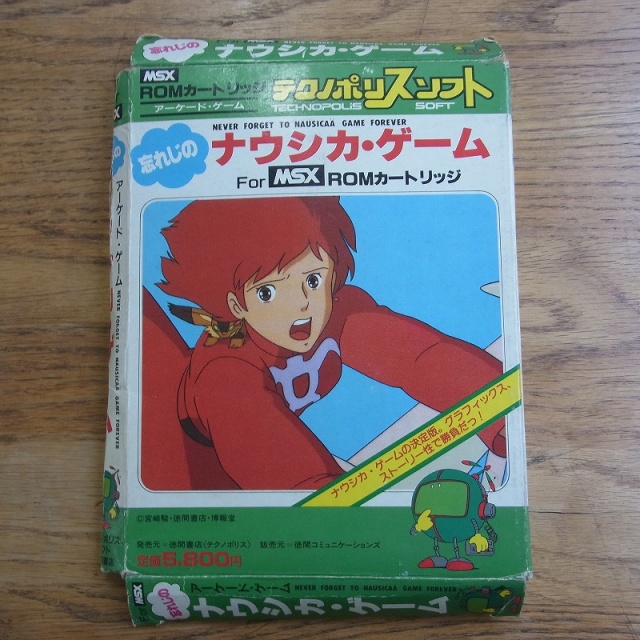 忘れじの ナウシカ・ゲーム
MSX
ROMカートリッジ
アーケード・ゲーム
テクノポリスソフト
TECHNOPOLIS SOFT
NEVER FORGET TO NAUSICAA GAME FOREVER
忘れじの
ナウシカ・ゲーム
For MSX ROMカートリッジ
アーケード・ゲーム NEVER FORGET TO NAUSICAA GAME FOREVER
ナウシカ・ゲームの決定版。グラフィックス、
ストーリー性で勝負だっ!
©宮崎駿・徳間書店・博報堂
発売元=徳間書店(テクノポリス) 販売元=徳間コミュニケーションズ
定価5,800円
MSX アーケード・ゲーム NEVER FORGET TO NAUSICAA GAME FOREVER
忘れじの ナウシカ・ゲーム